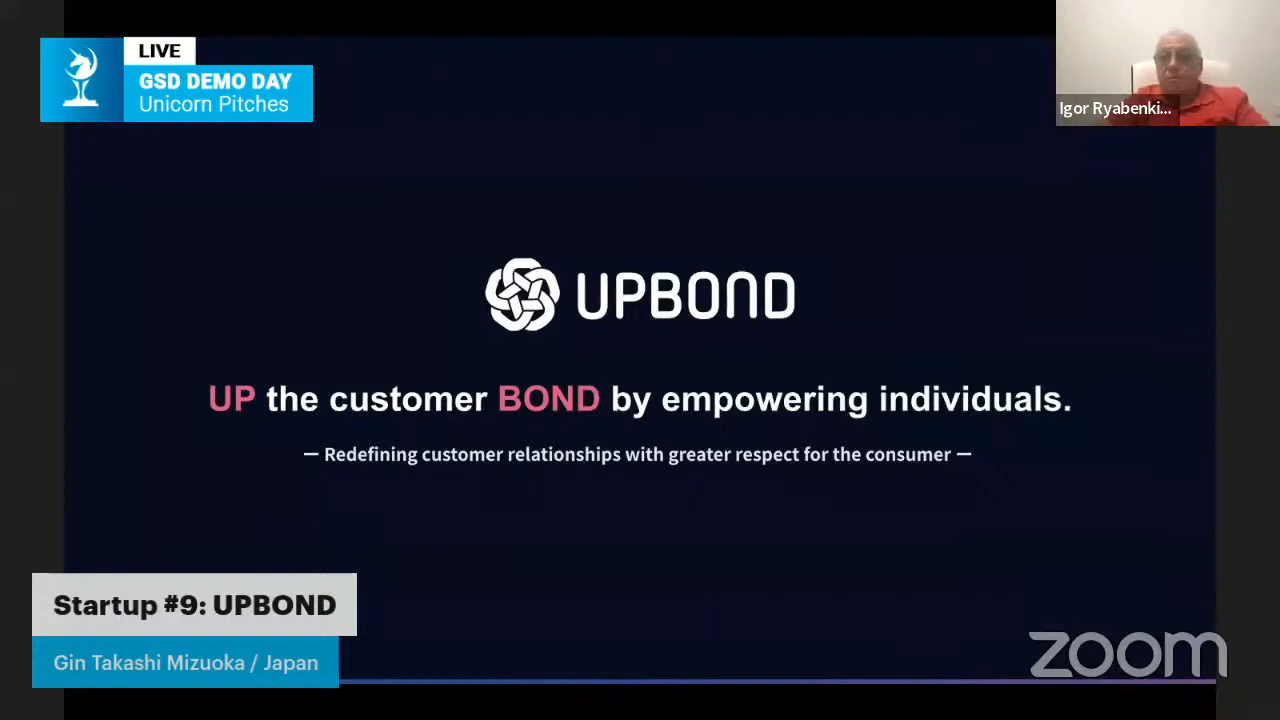 LIVE
GSD DEMO DAY
Unicorn Pitches
Igor Ryabenki...
UPBOND
UP the customer BOND by empowering individuals.
— Redefining customer relationships with greater respect for the consumer —
Startup #9: UPBOND
Gin Takashi Mizuoka / Japan
zoom